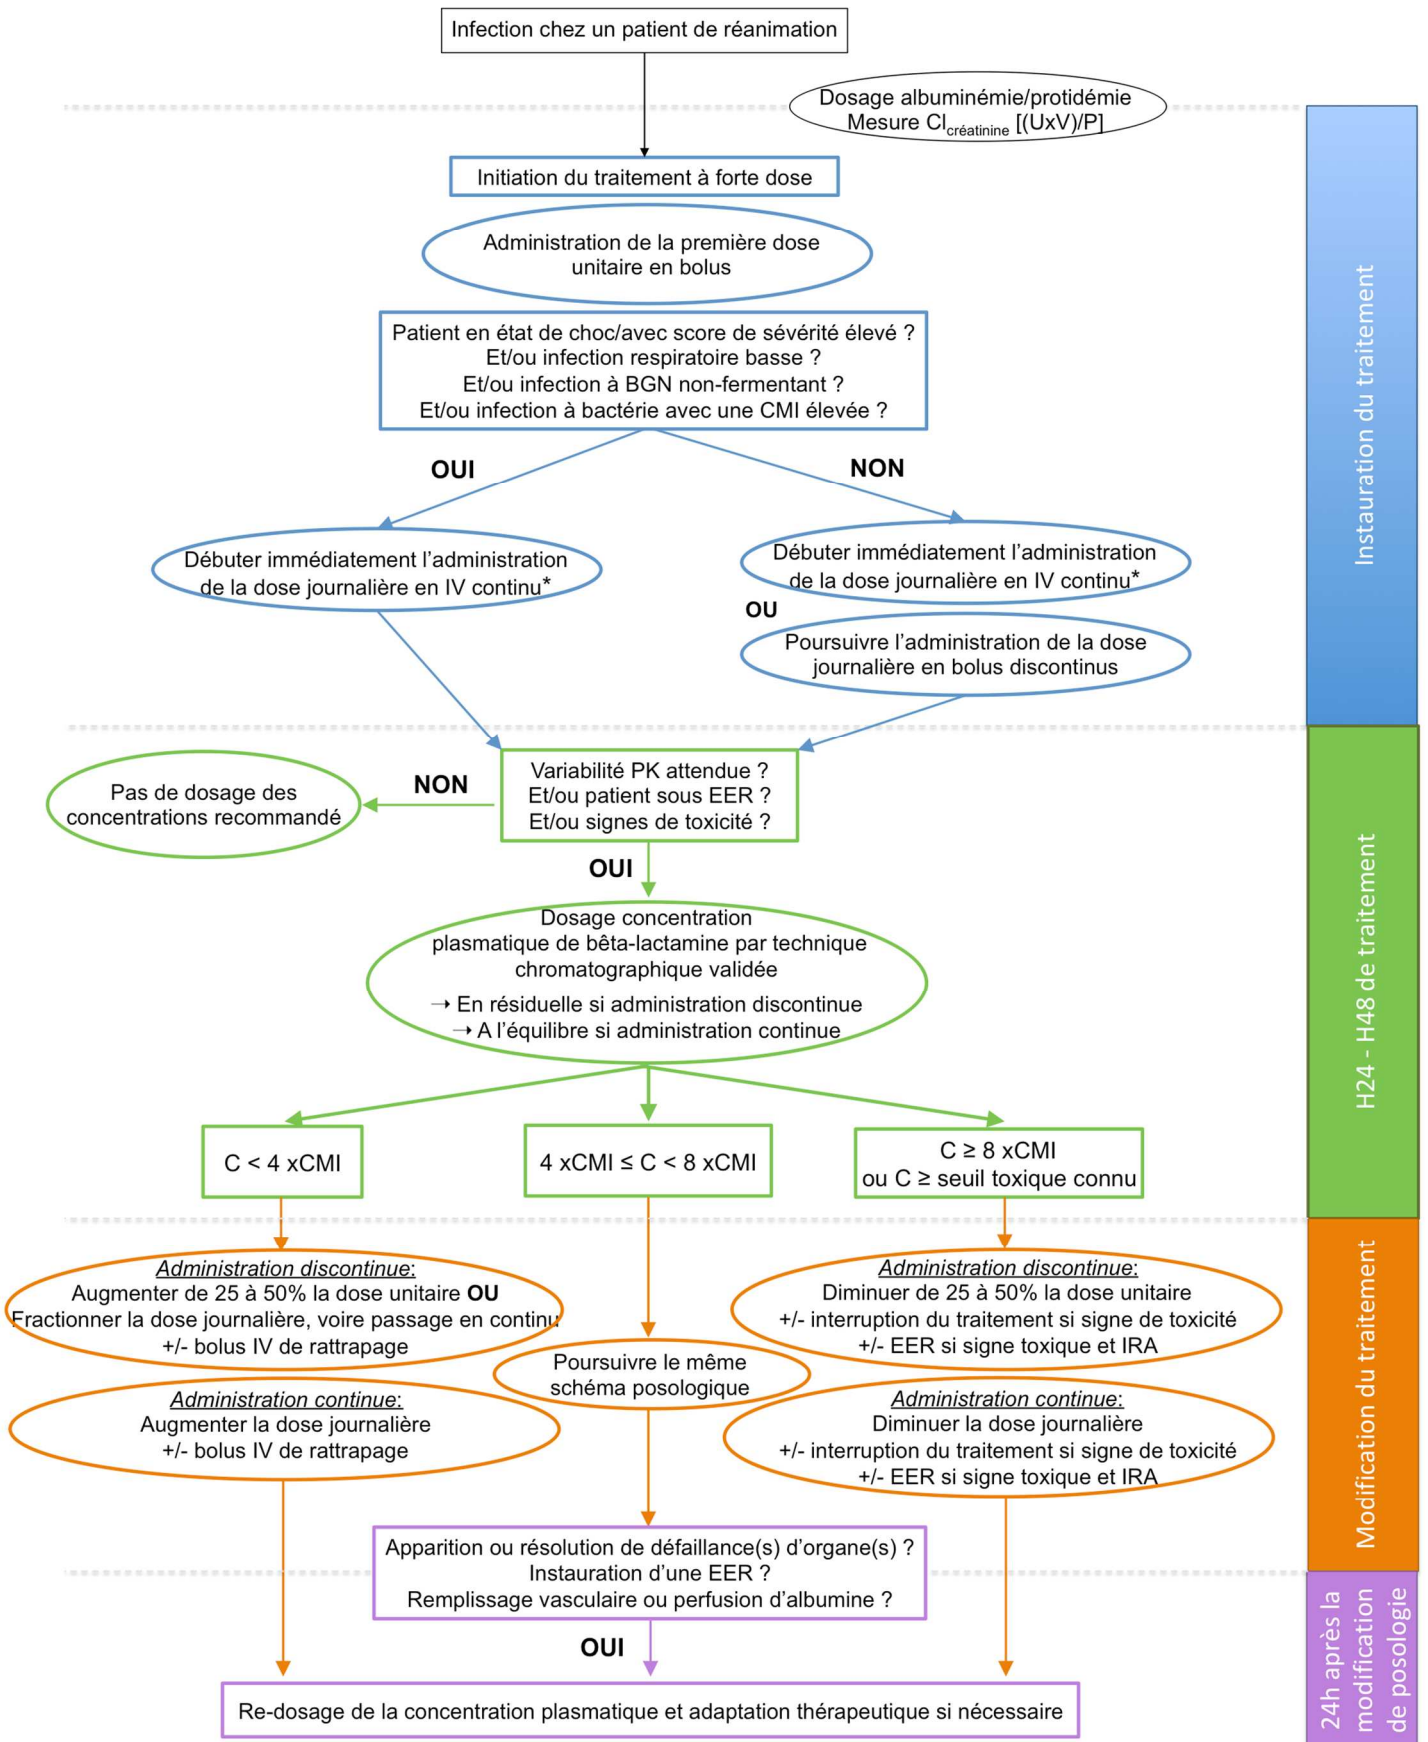 Infection chez un patient de réanimation
Dosage albuminémie/protidémie
Mesure Cl créatinine [(UxV)/P]
Initiation du traitement à forte dose
Administration de la première dose
unitaire en bolus
Patient en état de choc/avec score de sévérité élevé ?
Et/ou infection respiratoire basse ?
Et/ou infection à BGN non-fermentant ?
Et/ou infection à bactérie avec une CMI élevée ?
OUI
NON
Débuter immédiatement l’administration
de la dose journalière en IV continu*
Débuter immédiatement l’administration
de la dose journalière en IV continu*
OU
Poursuivre l’administration de la dose
journalière en bolus discontinus
Instauration du traitement
Variabilité PK attendue ?
Et/ou patient sous EER ?
Et/ou signes de toxicité ?
NON
Pas de dosage des
concentrations recommandé
OUI
Dosage concentration
plasmatique de bêta-lactamine par technique
chromatographique validée
→ En résiduelle si administration discontinue
→ A l’équilibre si administration continue
C < 4 xCMI
4 xCMI ≤ C < 8 xCMI
C ≥ 8 xCMI
ou C ≥ seuil toxique connu
H24 - H48 de traitement
Administration discontinue:
Augmenter de 25 à 50% la dose unitaire OU
Fractionner la dose journalière, voire passage en continu
+/- bolus IV de rattrapage
Administration continue:
Augmenter la dose journalière
+/- bolus IV de rattrapage
Poursuivre le même
schéma posologique
Administration discontinue:
Diminuer de 25 à 50% la dose unitaire
+/- interruption du traitement si signe de toxicité
+/- EER si signe toxique et IRA
Administration continue:
Diminuer la dose journalière
+/- interruption du traitement si signe de toxicité
+/- EER si signe toxique et IRA
Modification du traitement
Apparition ou résolution de défaillance(s) d’organe(s) ?
Instauration d’une EER ?
Remplissage vasculaire ou perfusion d’albumine ?
OUI
Re-dosage de la concentration plasmatique et adaptation thérapeutique si nécessaire
24h après la
modification
de posologie